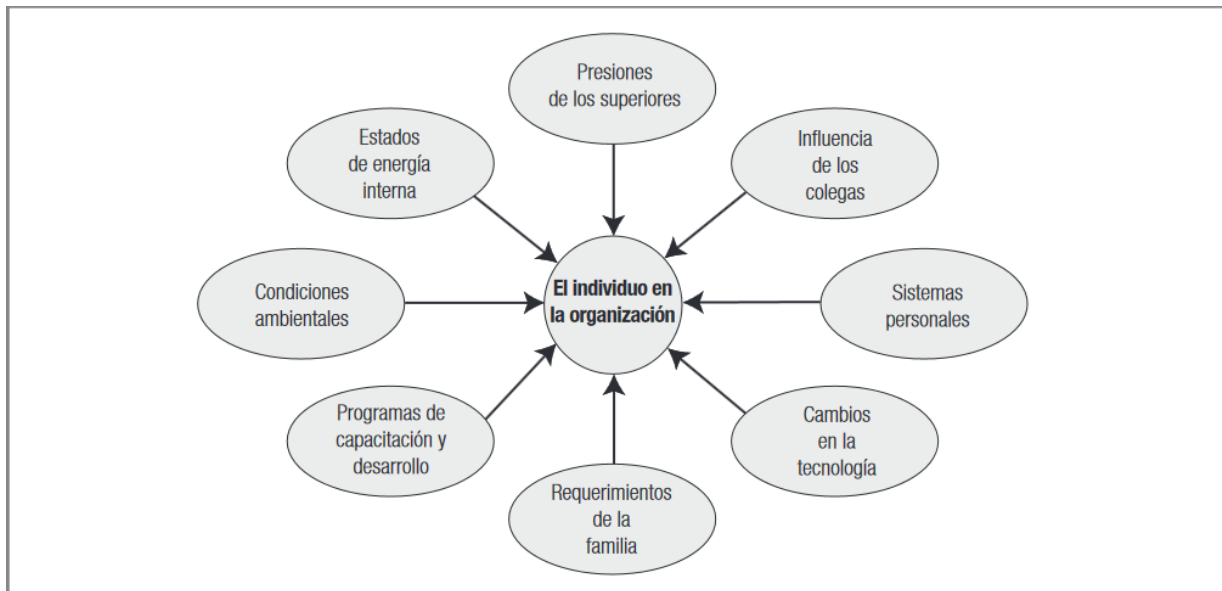 Presiones
de los superiores
Estados
de energía
interna
Influencia
de los
colegas
Condiciones
ambientales
El individuo en
la organización
Sistemas
personales
Programas de
capacitación y
desarrollo
Cambios
en la
tecnología
Requerimientos
de la
familia